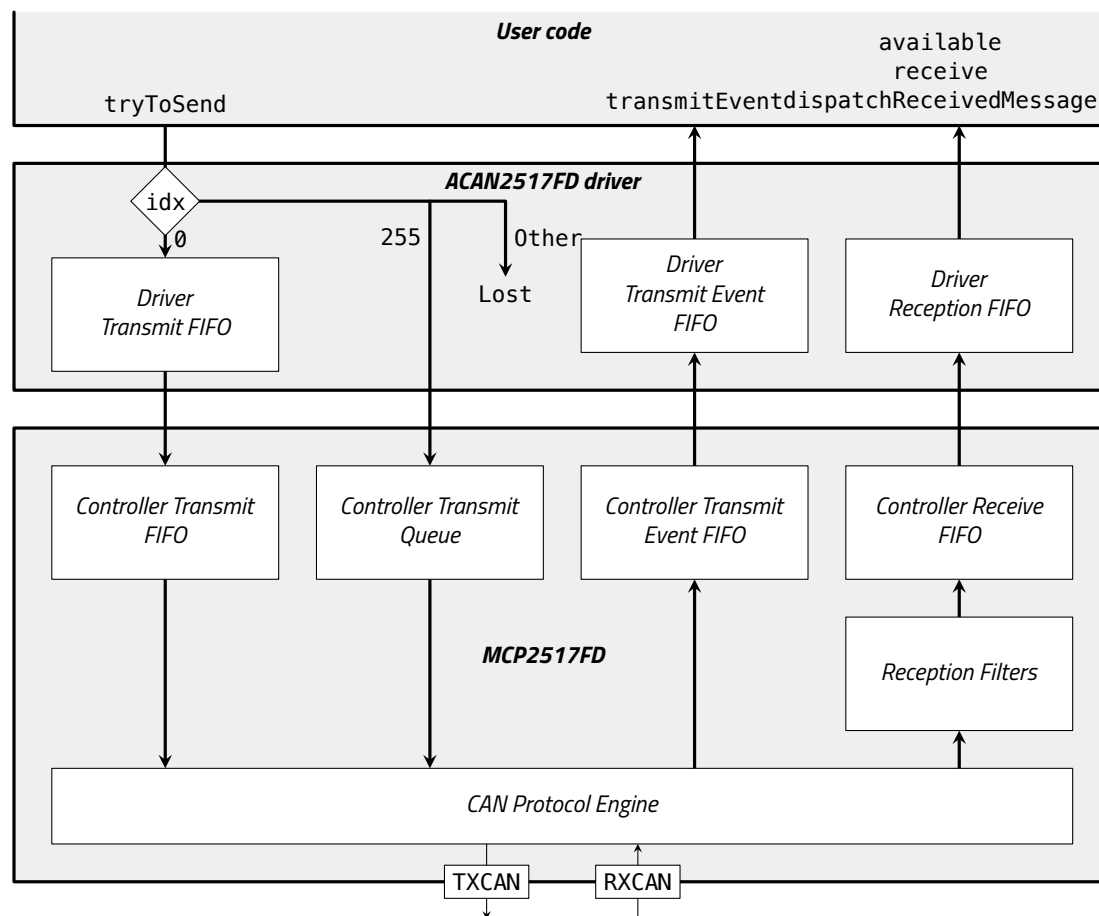 User code
available
receive
tryToSend
transmitEvent
dispatchReceivedMessage
ACAN2517FD driver
idx
0
255
Other
Lost
Driver
Transmit FIFO
Driver
Transmit Event
FIFO
Driver
Reception FIFO
Controller Transmit
FIFO
Controller Transmit
Queue
Controller Transmit
Event FIFO
Controller Receive
FIFO
MCP2517FD
Reception Filters
CAN Protocol Engine
TXCAN
RXCAN